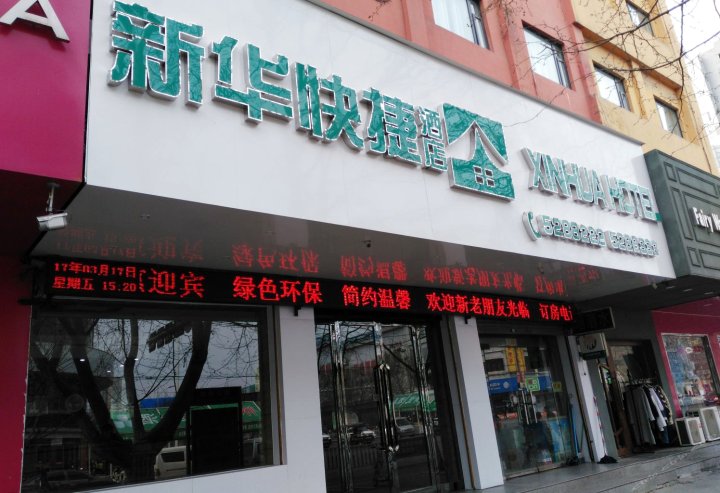 A
新华快捷酒店
XINHUA HOTEL
5288222
17年03月17日
星期五 15.20
迎宾 绿色环保 简约温馨 欢迎新老朋友光临 订房电
Fairy